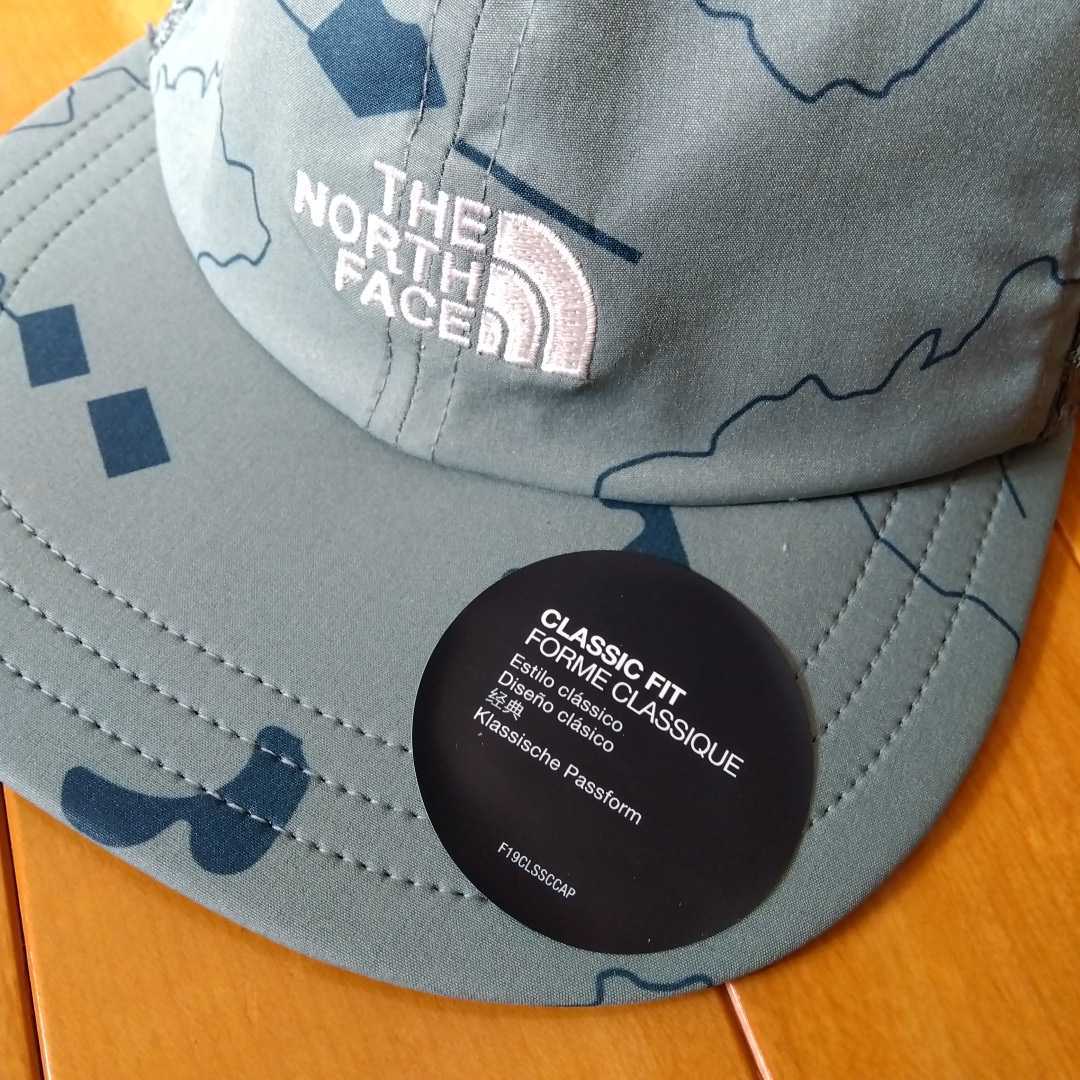 THE
NORTH
FACE
CLASSIC FIT
FORME CLASSIQUE
Estilo clássico
Diseño clásico
经典
Klassische Passform
F19CLSSCCAP